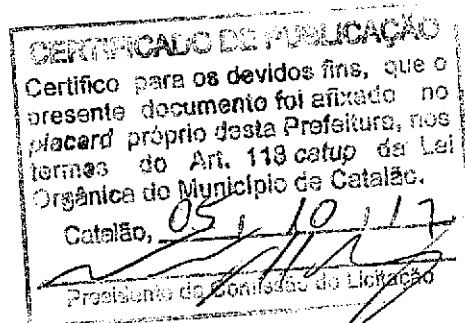 CERTIFICADO DE PUBLICAÇÃO
Certifico para os devidos fins, que o
presente documento foi afixado no
placard próprio desta Prefeitura, nos
termos do Art. 118 catup da Lei
Orgânica do Município de Catalão.
Catalão, 05 / 10 / 17
Presidente da Comissão de Licitação